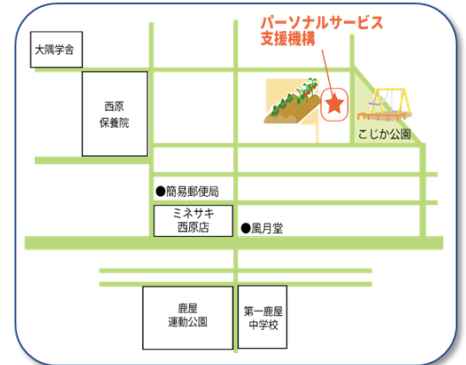 パーソナルサービス
支援機構
大隅学舎
西原
保養院
こじか公園
●簡易郵便局
ミネサキ
西原店
●風月堂
鹿屋
運動公園
第一鹿屋
中学校